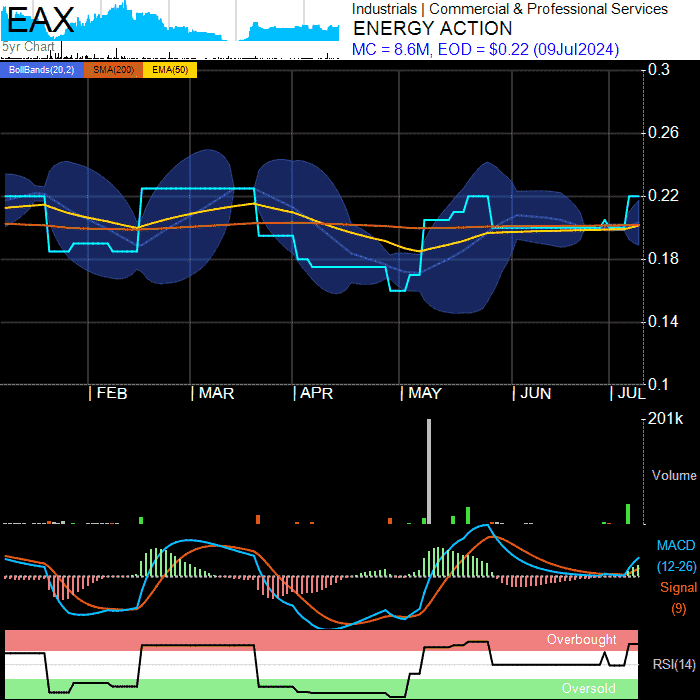 EAX
5yr Chart
Industrials | Commercial & Professional Services
ENERGY ACTION
MC = 8.6M, EOD = $0.22 (09Jul2024)
BollBands(20,2) SMA(200) EMA(50)
0.3
0.26
0.22
0.18
0.14
0.1
| FEB | MAR | APR | MAY | JUN | JUL
201k
Volume
MACD
(12-26)
Signal
(9)
Overbought
RSI(14)
Oversold